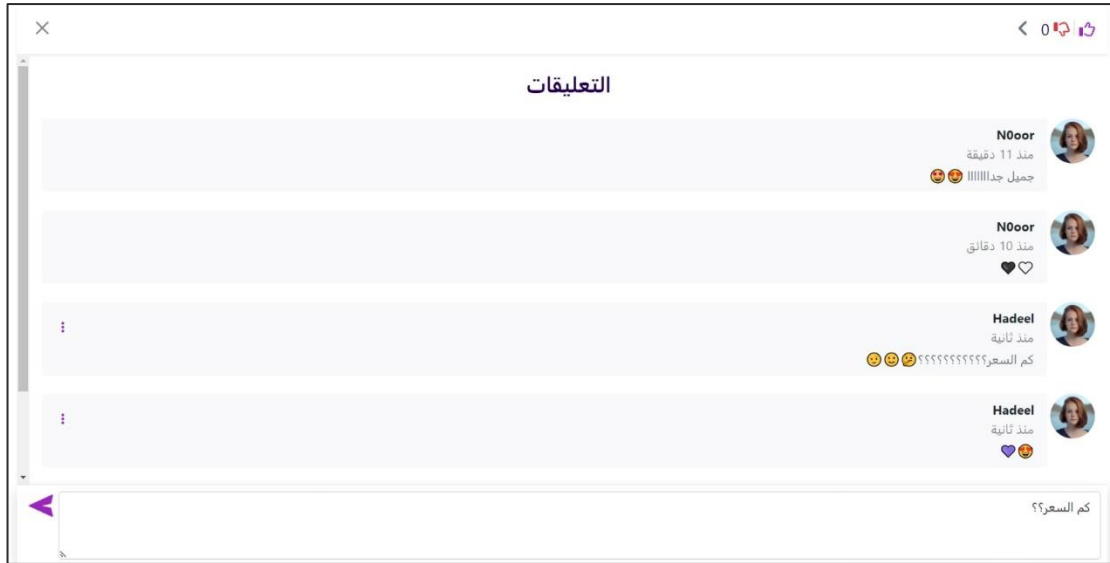 0
التعليقات
N0oor
منذ 11 دقيقة
جميل جداااااااا 😍😍
N0oor
منذ 10 دقائق
🖤🤍
Hadeel
منذ ثانية
كم السعر؟؟؟؟؟؟؟؟؟؟؟🤔🙂🙂
Hadeel
منذ ثانية
💜😍
كم السعر؟؟